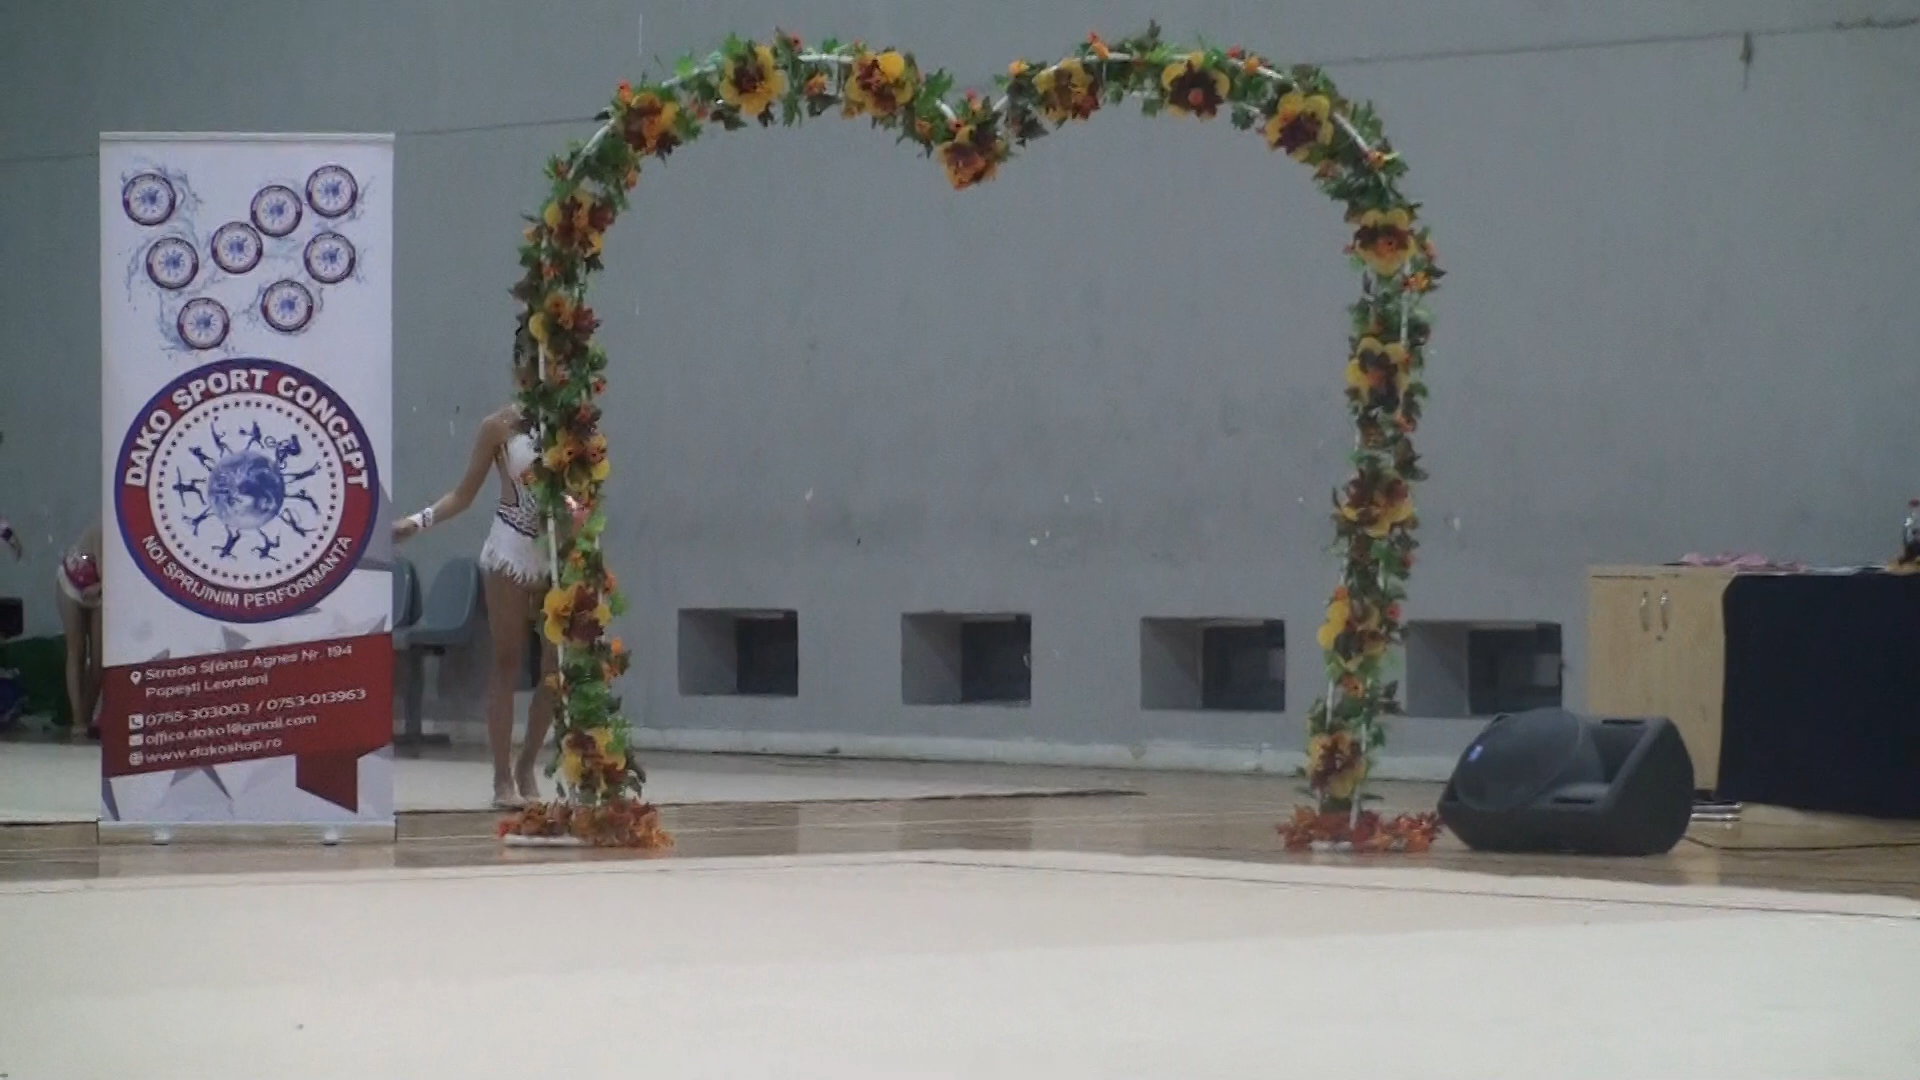 DAKO SPORT CONCEPT
NOI SPRIJINIM PERFORMANTA
Strada Sfânta Agnes Nr. 194
Popești Leordeni
0755-303003 / 0753-013963
office.dako1@gmail.com
www.dakoshop.ro